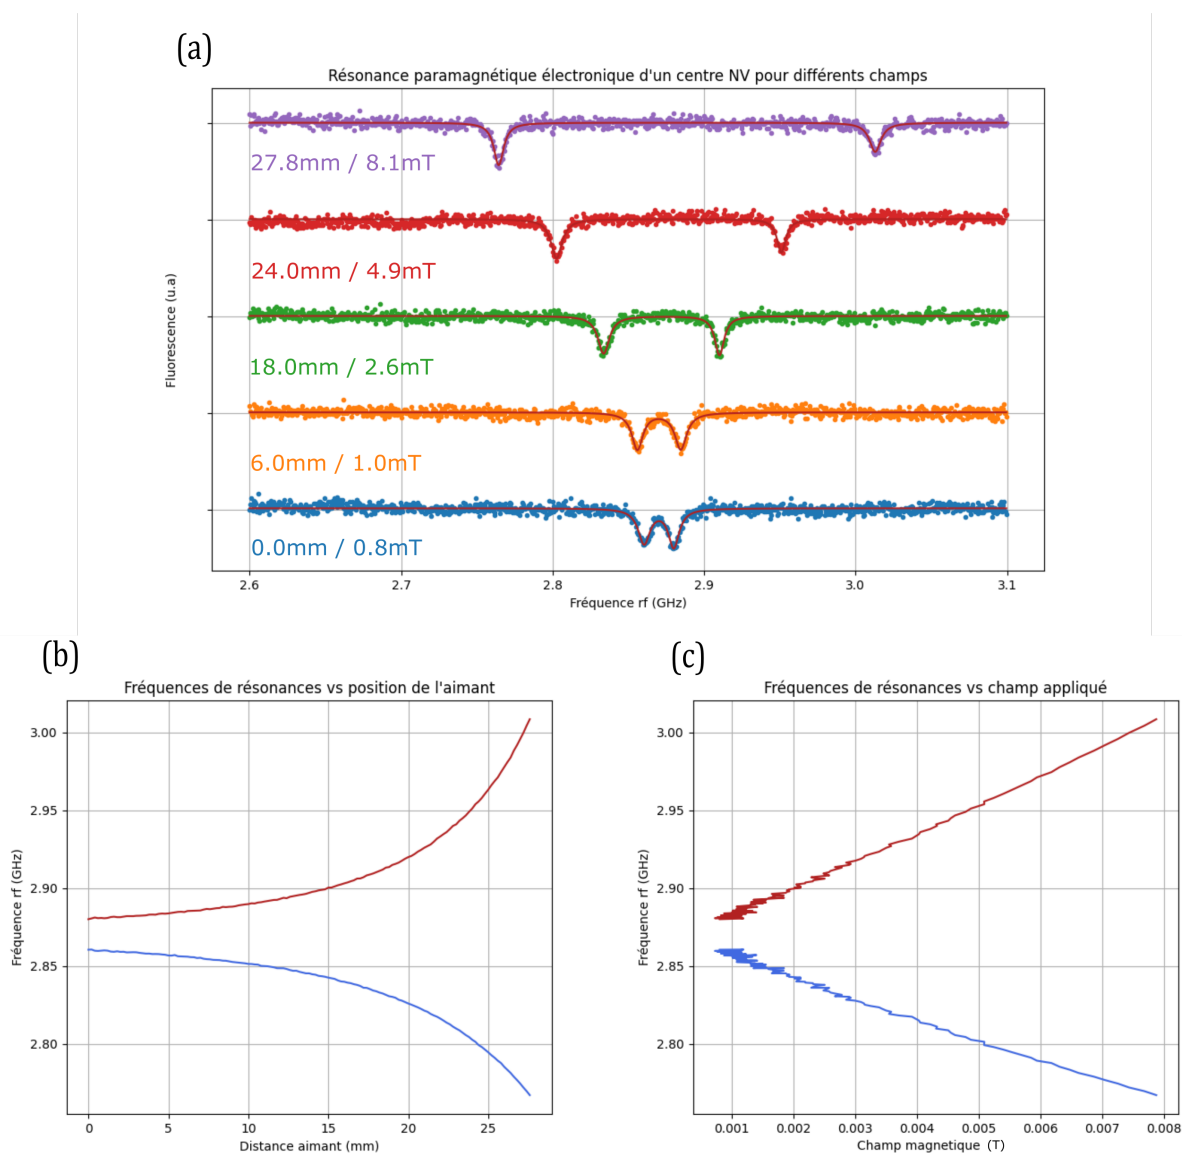 (a)
Résonance paramagnétique électronique d'un centre NV pour différents champs
Fluorescence (u.a)
27.8mm / 8.1mT
24.0mm / 4.9mT
18.0mm / 2.6mT
6.0mm / 1.0mT
0.0mm / 0.8mT
2.6 2.7 2.8 2.9 3.0 3.1
Fréquence rf (GHz)
(b)
Fréquences de résonances vs position de l'aimant
Fréquence rf (GHz)
3.00
2.95
2.90
2.85
2.80
0 5 10 15 20 25
Distance aimant (mm)
(c)
Fréquences de résonances vs champ appliqué
Fréquence rf (GHz)
3.00
2.95
2.90
2.85
2.80
0.001 0.002 0.003 0.004 0.005 0.006 0.007 0.008
Champ magnetique (T)